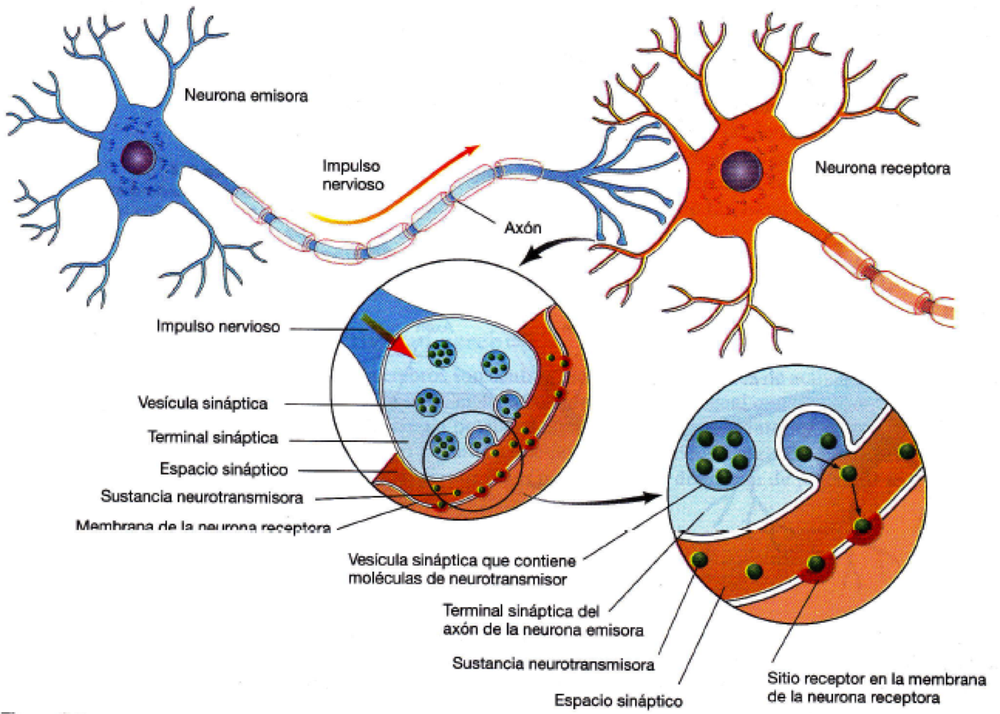 Neurona emisora
Impulso
nervioso
Axón
Neurona receptora
Impulso nervioso
Vesícula sináptica
Terminal sináptica
Espacio sináptico
Sustancia neurotransmisora
Membrana de la neurona receptora
Vesícula sináptica que contiene
moléculas de neurotransmisor
Terminal sináptica del
axón de la neurona emisora
Sustancia neurotransmisora
Espacio sináptico
Sitio receptor en la membrana
de la neurona receptora